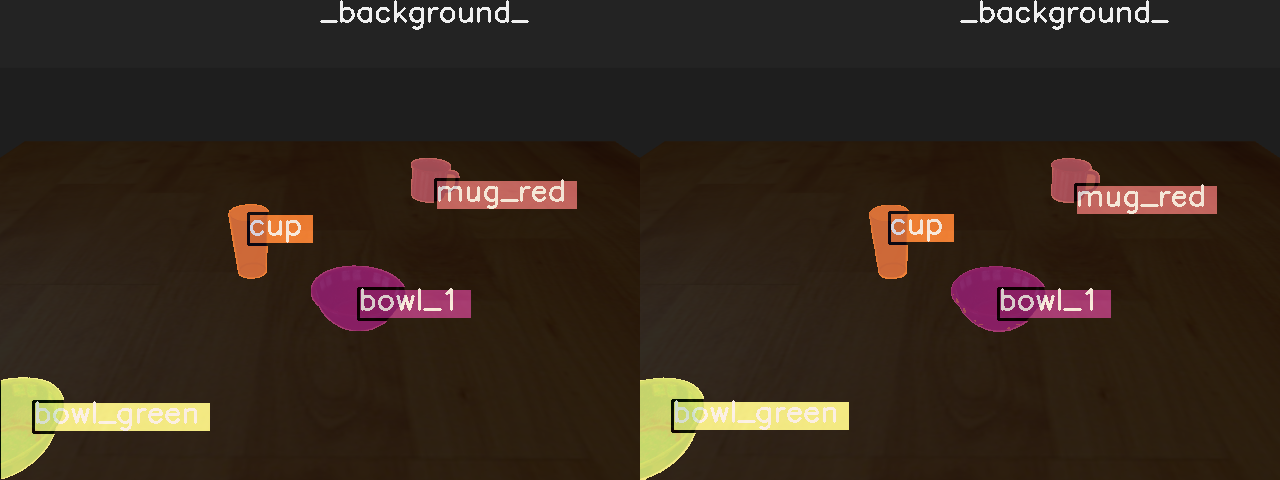 _background_
_background_
mug_red
mug_red
cup
cup
bowl_1
bowl_1
bowl_green
bowl_green